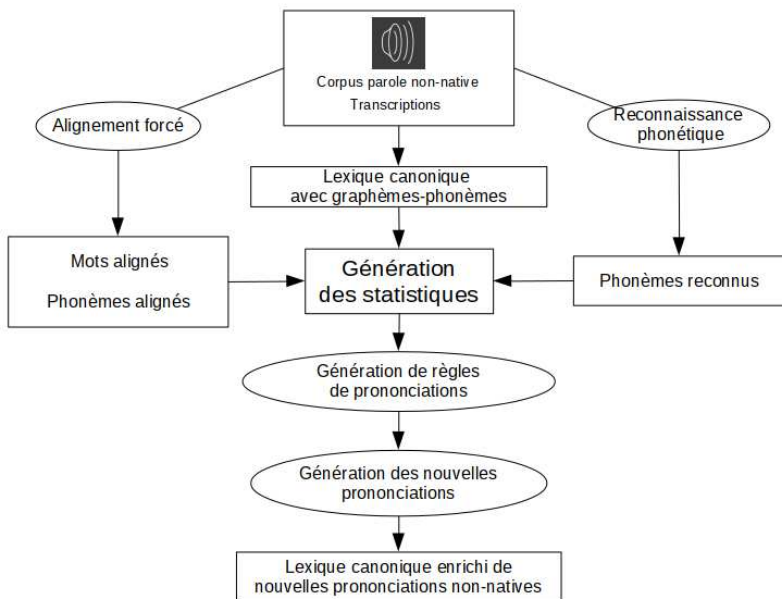 Corpus parole non-native
Transcriptions
Alignement forcé
Reconnaissance
phonétique
Lexique canonique
avec graphèmes-phonèmes
Mots alignés
Phonèmes alignés
Génération
des statistiques
Phonèmes reconnus
Génération de règles
de prononciations
Génération des nouvelles
prononciations
Lexique canonique enrichi de
nouvelles prononciations non-natives